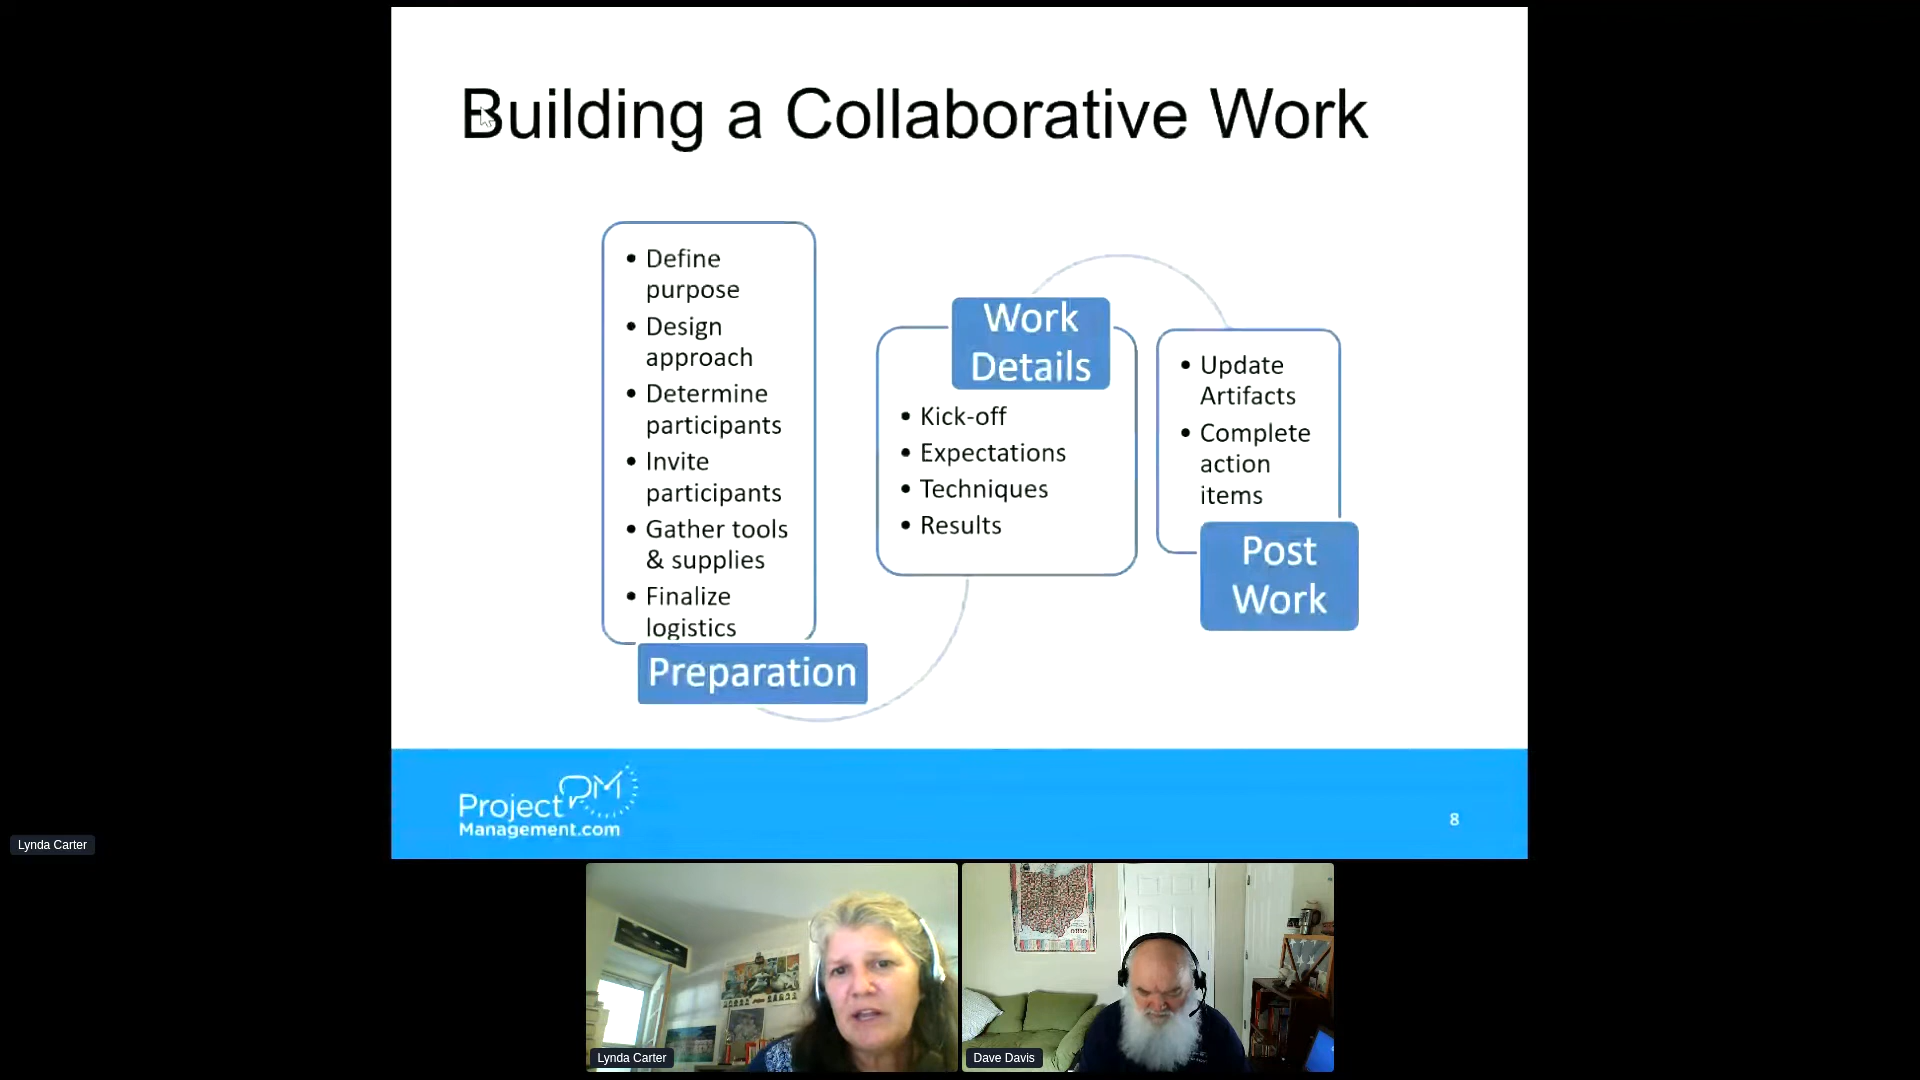 Building a Collaborative Work
• Define
purpose
• Design
approach
• Determine
participants
• Invite
participants
• Gather tools
& supplies
• Finalize
logistics
Preparation
Work
Details
• Kick-off
• Expectations
• Techniques
• Results
• Update
Artifacts
• Complete
action
items
Post
Work
Project PM
Management.com
8
Lynda Carter
Lynda Carter
OHIO
Dave Davis